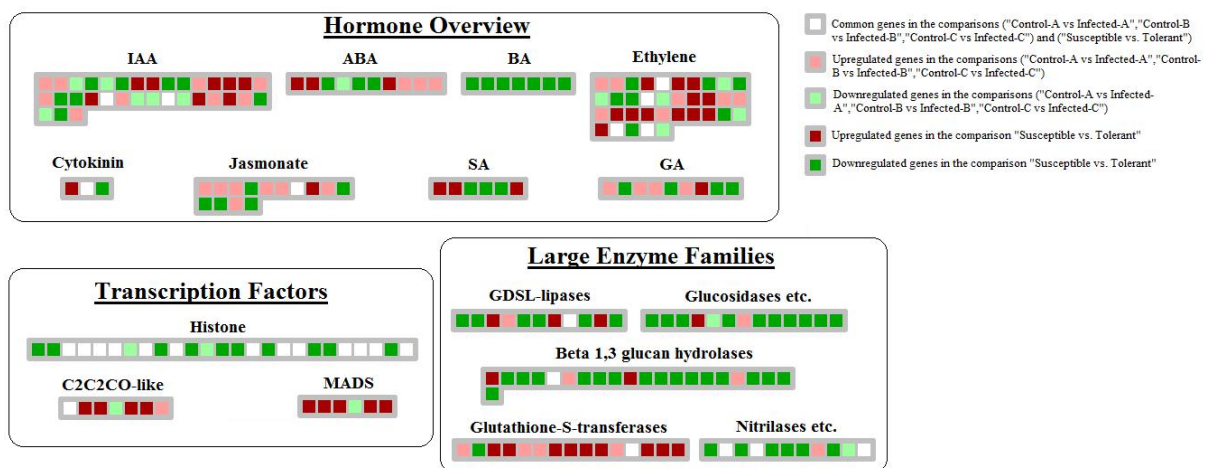 Hormone Overview
IAA
ABA
BA
Ethylene
Cytokinin
Jasmonate
SA
GA
Common genes in the comparisons ("Control-A vs Infected-A","Control-B
vs Infected-B","Control-C vs Infected-C") and ("Susceptible vs. Tolerant")
Upregulated genes in the comparisons ("Control-A vs Infected-A","Control-
B vs Infected-B","Control-C vs Infected-C")
Downregulated genes in the comparisons ("Control-A vs Infected-
A","Control-B vs Infected-B","Control-C vs Infected-C")
Upregulated genes in the comparison "Susceptible vs. Tolerant"
Downregulated genes in the comparison "Susceptible vs. Tolerant"
Transcription Factors
Histone
C2C2CO-like
MADS
Large Enzyme Families
GDSL-lipases
Glucosidases etc.
Beta 1,3 glucan hydrolases
Glutathione-S-transferases
Nitrilases etc.